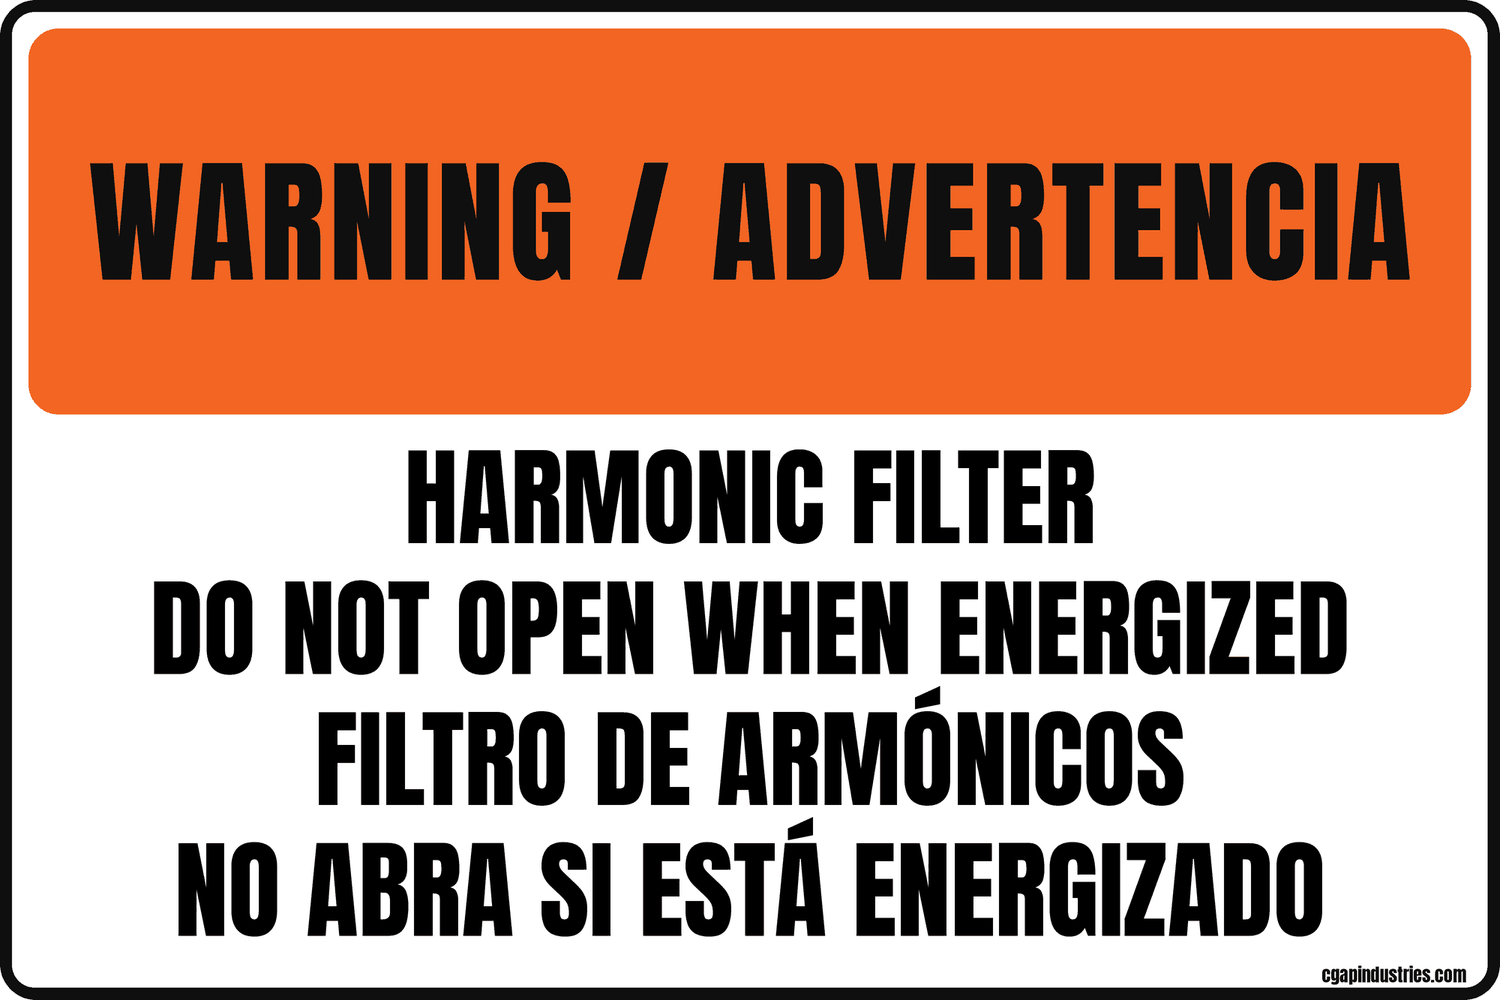 WARNING / ADVERTENCIA
HARMONIC FILTER
DO NOT OPEN WHEN ENERGIZED
FILTRO DE ARMÓNICOS
NO ABRA SI ESTÁ ENERGIZADO
cgapindustries.com